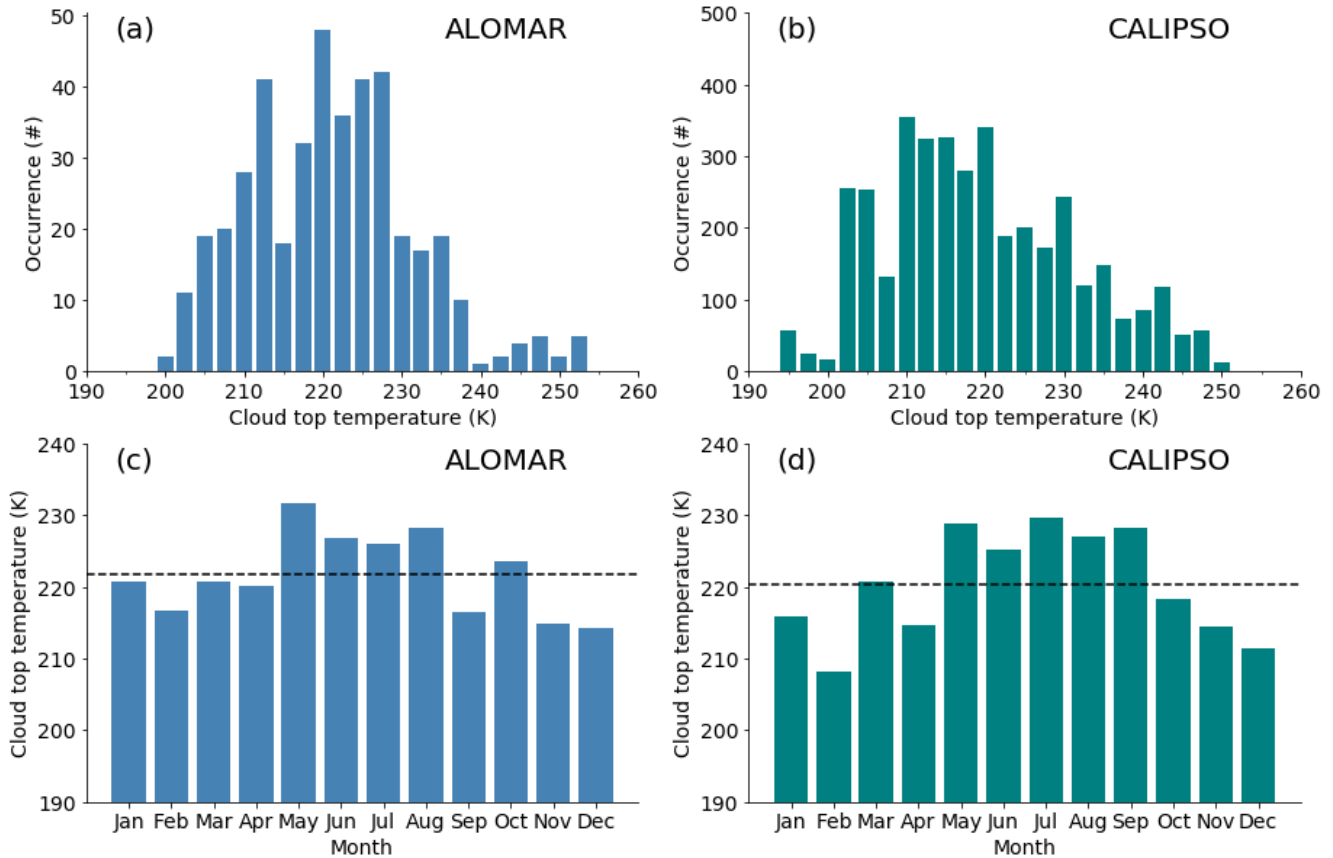 (a) ALOMAR
50
40
30
20
10
0
Occurrence (#)
190 200 210 220 230 240 250 260
Cloud top temperature (K)
(b) CALIPSO
500
400
300
200
100
0
Occurrence (#)
190 200 210 220 230 240 250 260
Cloud top temperature (K)
(c) ALOMAR
240
230
220
210
200
190
Cloud top temperature (K)
Jan Feb Mar Apr May Jun Jul Aug Sep Oct Nov Dec
Month
(d) CALIPSO
240
230
220
210
200
190
Cloud top temperature (K)
Jan Feb Mar Apr May Jun Jul Aug Sep Oct Nov Dec
Month